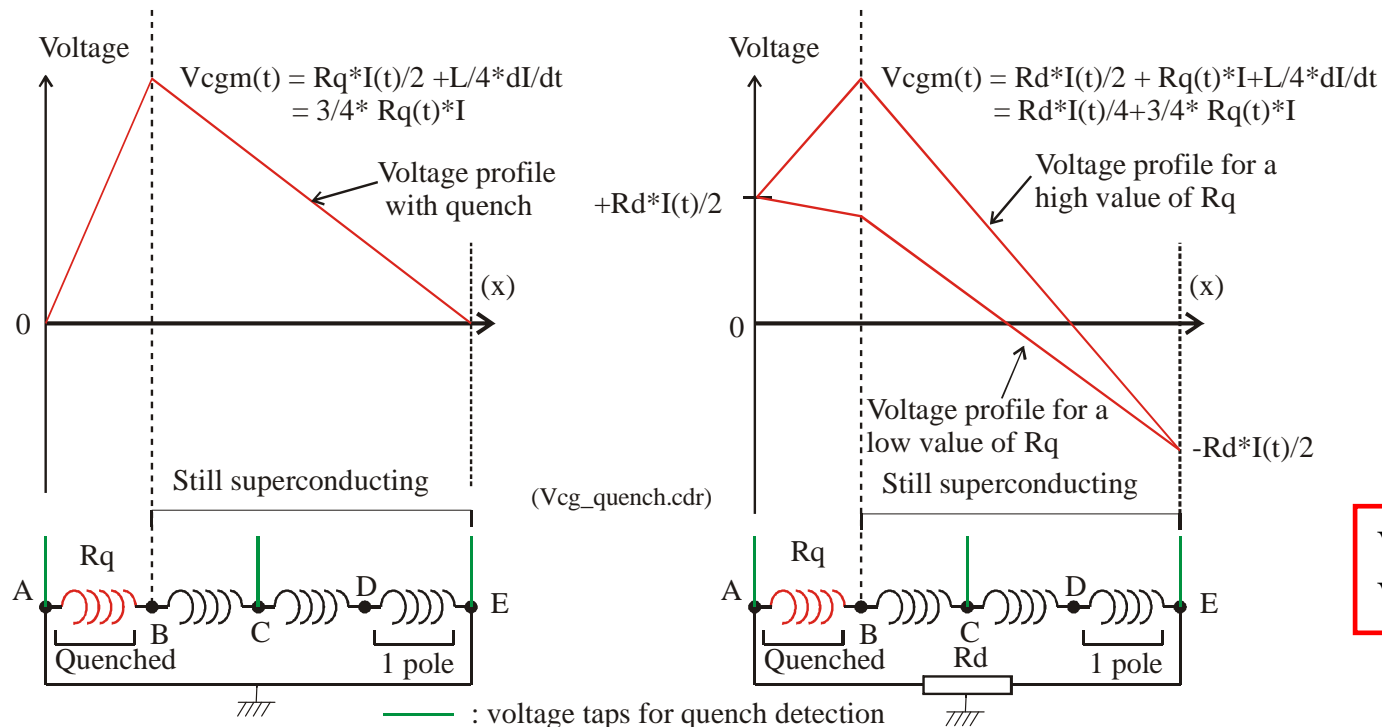 Voltage
Vcgm(t) = Rq*I(t)/2 +L/4*dI/dt
= 3/4* Rq(t)*I
Voltage profile
with quench
(x)
0
Still superconducting
Rq
A
B
C
D
E
Quenched
1 pole
(Vcg_quench.cdr)
Voltage
Vcgm(t) = Rd*I(t)/2 + Rq(t)*I+L/4*dI/dt
= Rd*I(t)/4+3/4* Rq(t)*I
Voltage profile for a
high value of Rq
+Rd*I(t)/2
(x)
0
Voltage profile for a
low value of Rq
-Rd*I(t)/2
Still superconducting
Rq
A
B
C
D
E
Quenched
Rd
1 pole
: voltage taps for quench detection